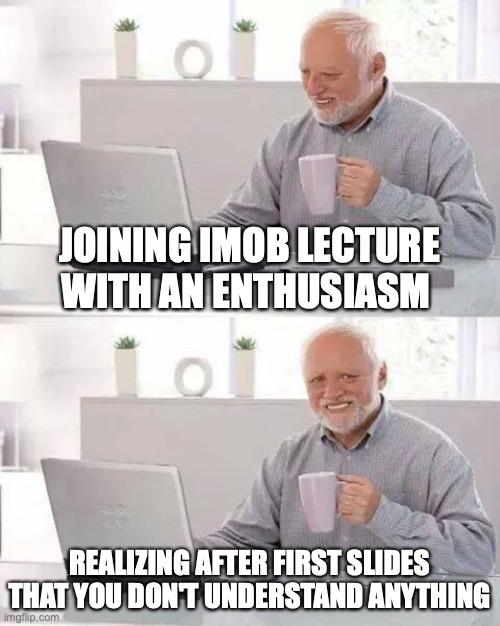 JOINING IMOB LECTURE
WITH AN ENTHUSIASM
REALIZING AFTER FIRST SLIDES
THAT YOU DON'T UNDERSTAND ANYTHING
imgflip.com